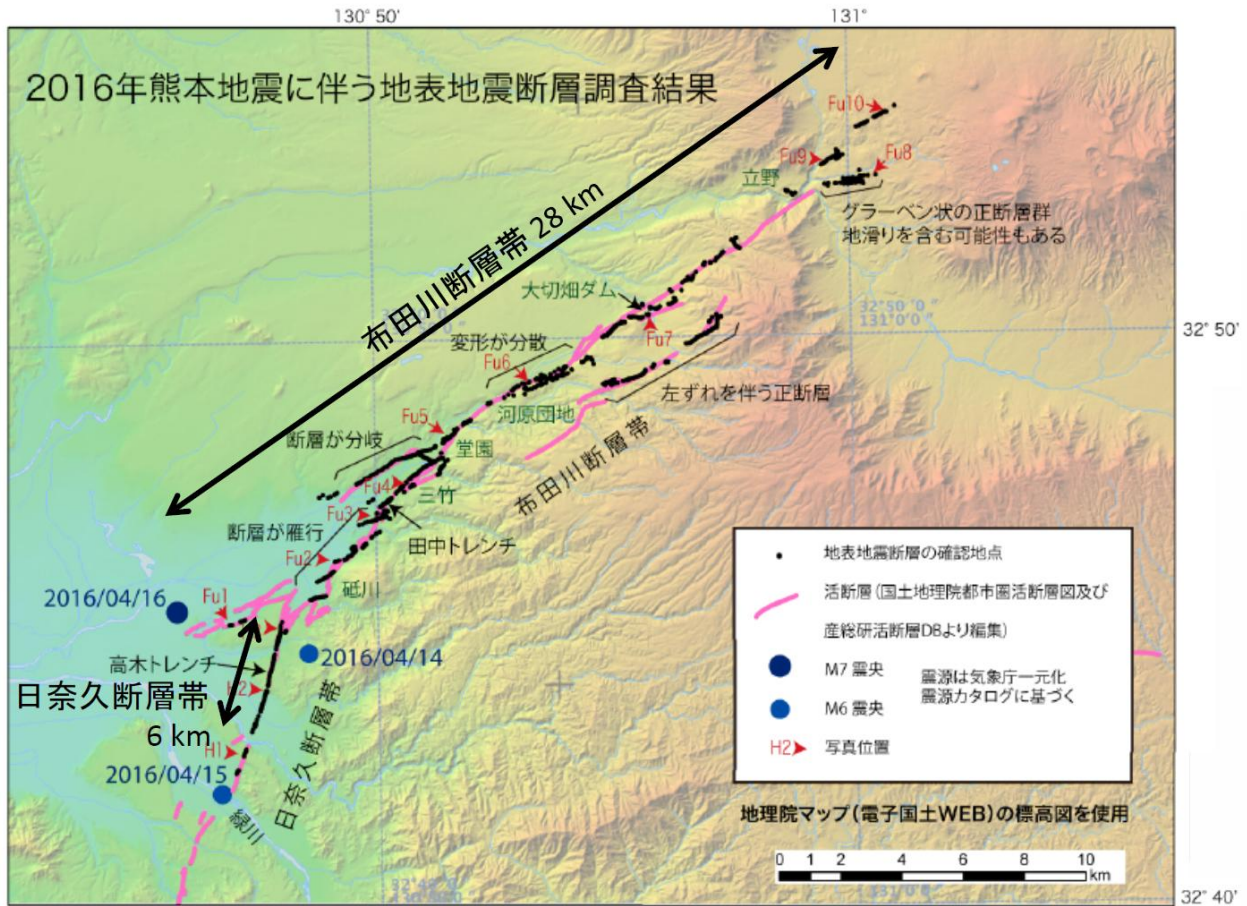 130° 50'
131°
2016年熊本地震に伴う地表地震断層調査結果
布田川断層帯 28 km
Fu10
Fu9
Fu8
立野
グラーベン状の正断層群
地滑りを含む可能性もある
大切畑ダム
32° 50' 0"
131° 0' 0"
32° 50'
変形が分散
Fu7
Fu6
左ずれを伴う正断層
河原団地
Fu5
断層が分岐
堂園
布田川断層帯
Fu4
三竹
Fu3
断層が雁行
田中トレンチ
Fu2
砥川
2016/04/16
Fu1
2016/04/14
高木トレンチ
H2
日奈久断層帯
6 km
H1
2016/04/15
日奈久断層帯
緑川
地表地震断層の確認地点
活断層(国土地理院都市圏活断層図及び
産総研活断層DBより編集)
M7 震央
震源は気象庁一元化
震源カタログに基づく
M6 震央
H2
写真位置
地理院マップ(電子国土WEB)の標高図を使用
0 1 2 4 6 8 10
km
32° 40'